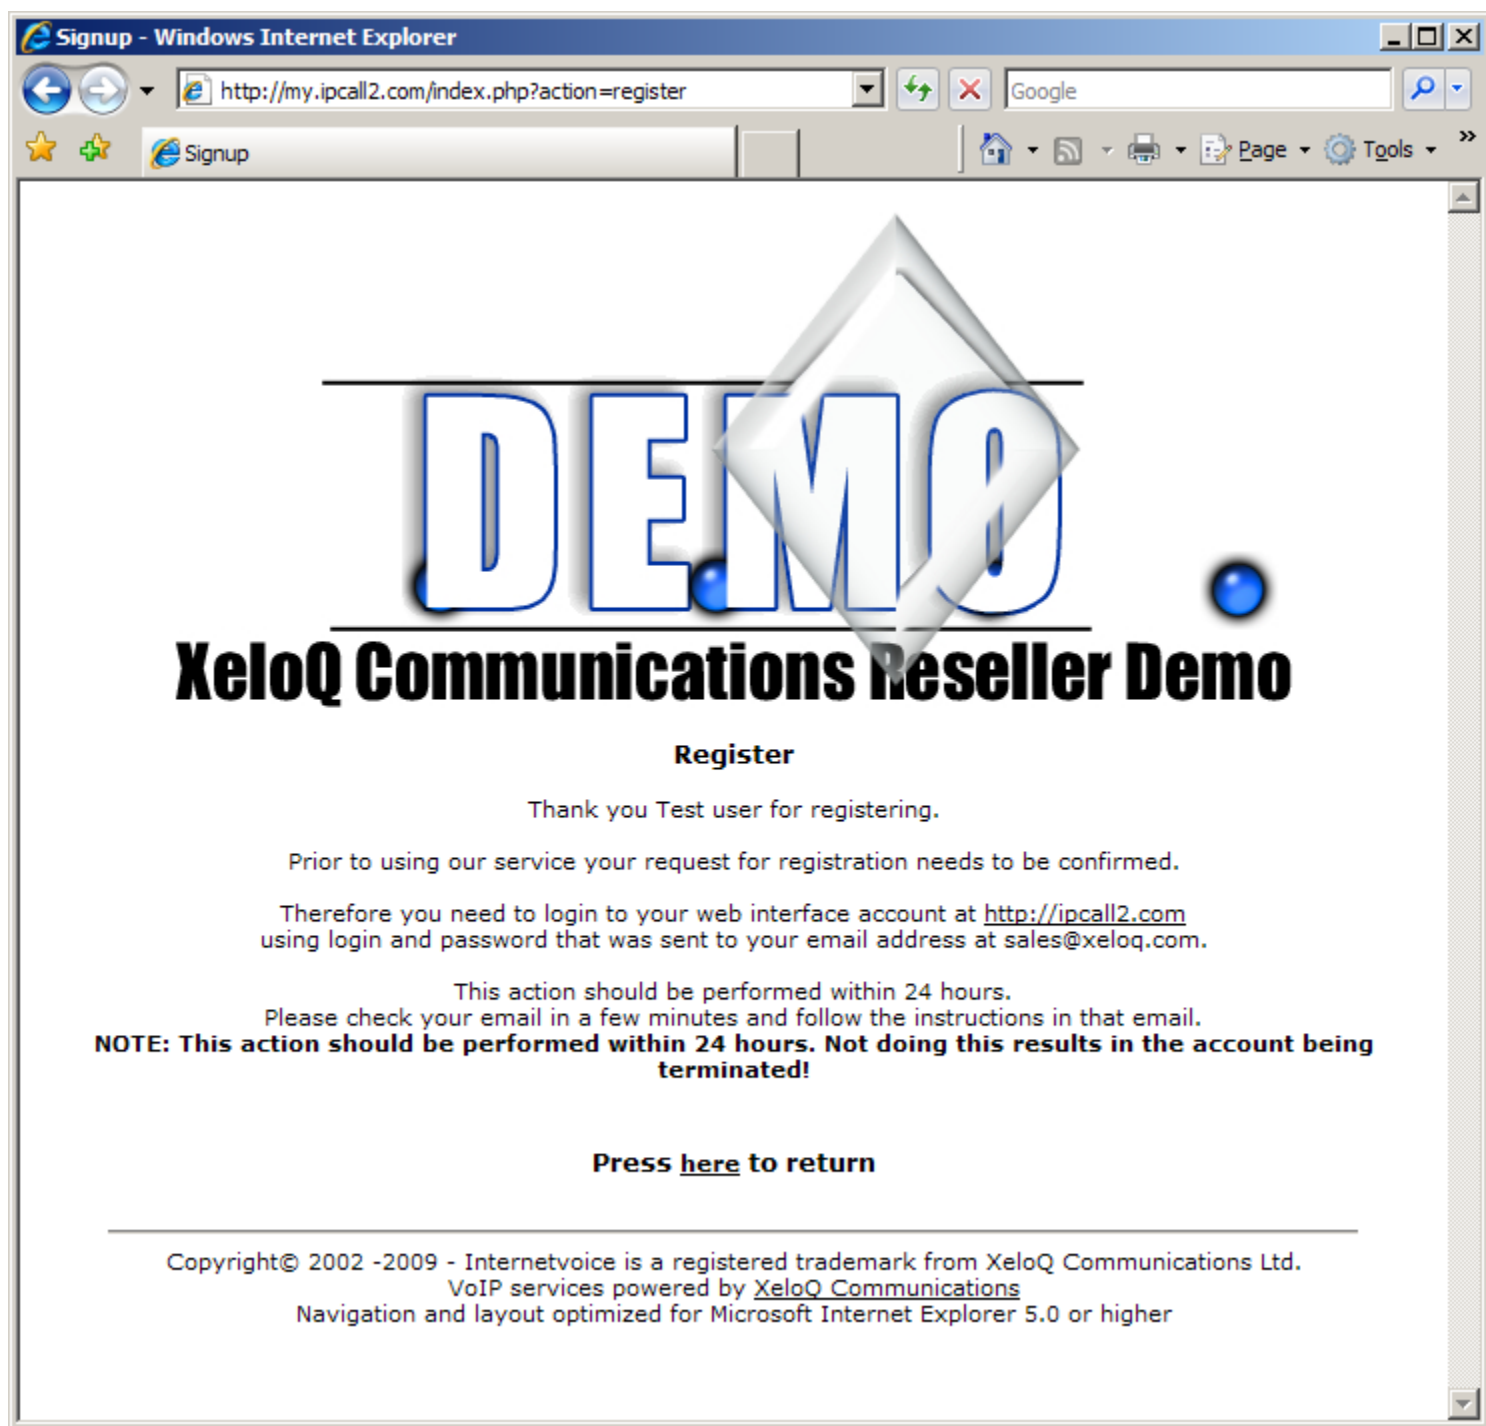 Signup - Windows Internet Explorer
http://my.ipcall2.com/index.php?action=register
Google
Signup
Page
Tools
DEMO
XeloQ Communications Reseller Demo
Register
Thank you Test user for registering.
Prior to using our service your request for registration needs to be confirmed.
Therefore you need to login to your web interface account at http://ipcall2.com
using login and password that was sent to your email address at sales@xeloq.com.
This action should be performed within 24 hours.
Please check your email in a few minutes and follow the instructions in that email.
NOTE: This action should be performed within 24 hours. Not doing this results in the account being
terminated!
Press here to return
Copyright© 2002 -2009 - Internetvoice is a registered trademark from XeloQ Communications Ltd.
VoIP services powered by XeloQ Communications
Navigation and layout optimized for Microsoft Internet Explorer 5.0 or higher